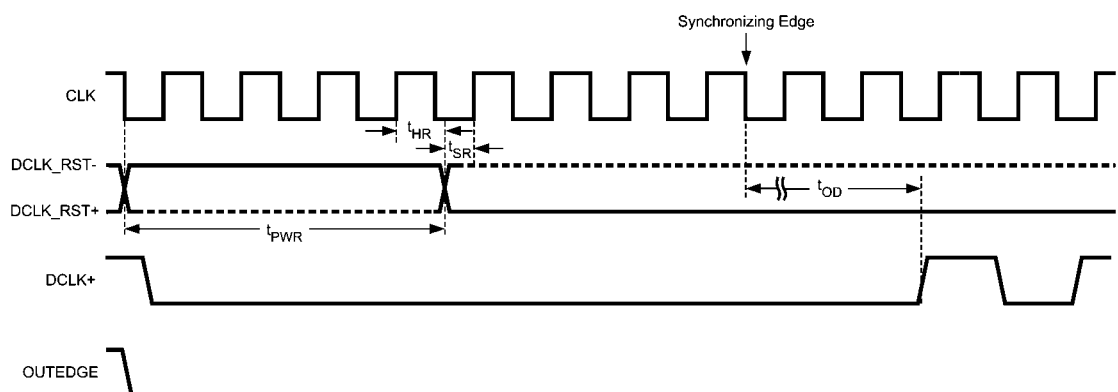 Synchronizing Edge
CLK
tHR
tSR
DCLK_RST-
tOD
DCLK_RST+
tPWR
DCLK+
OUTEDGE